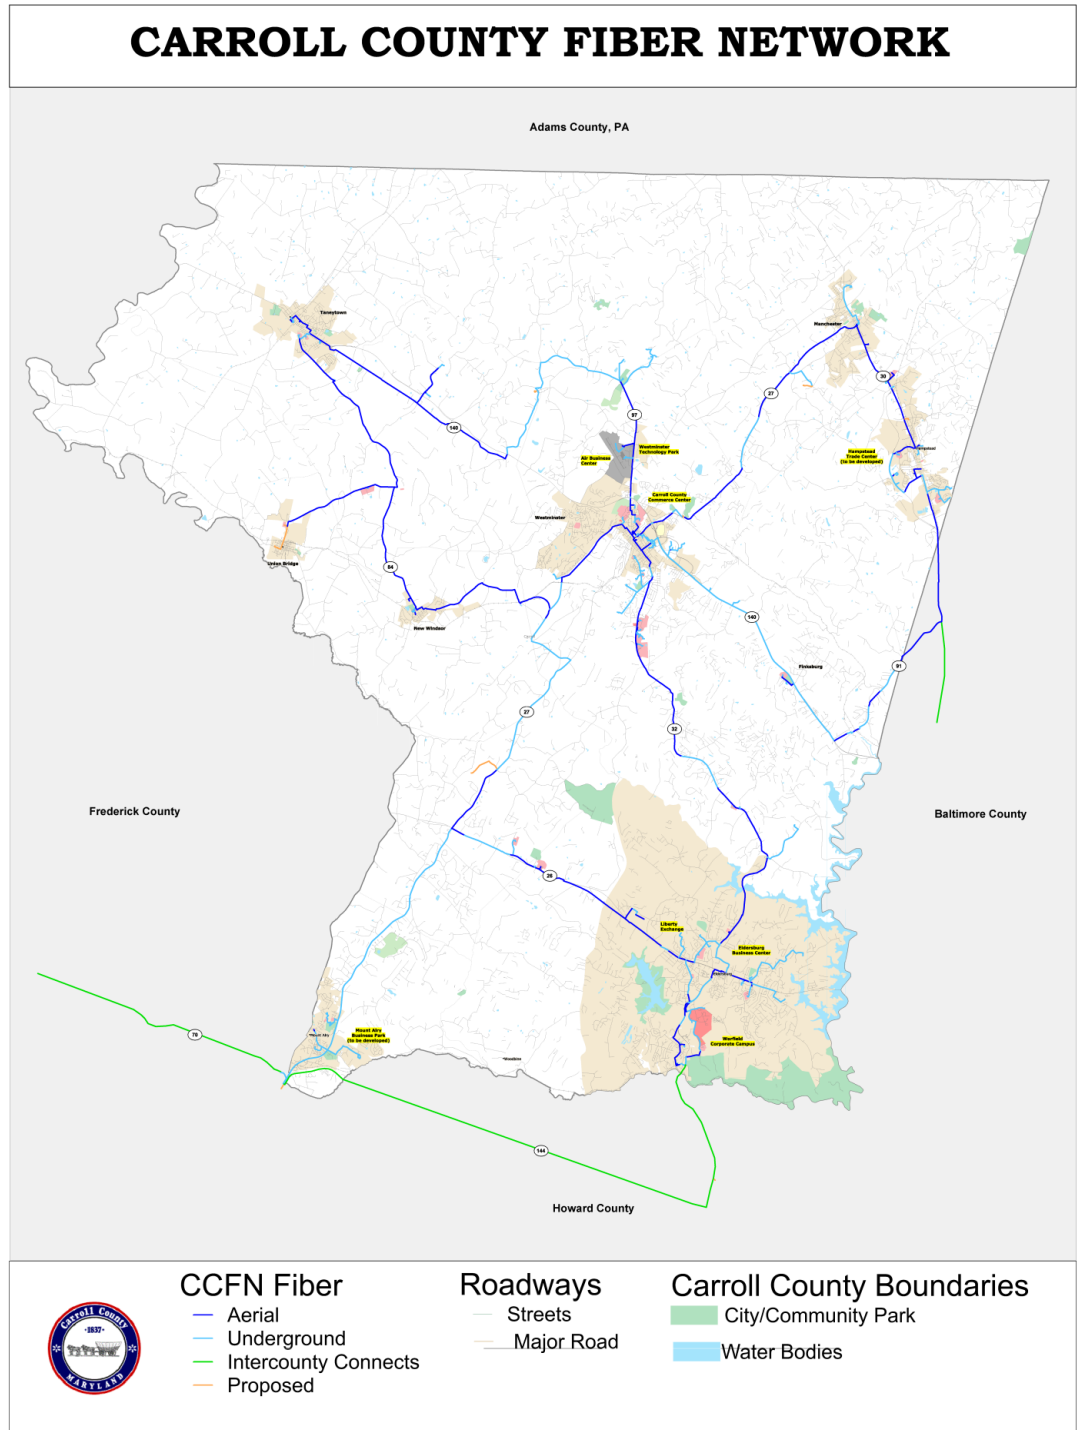 CARROLL COUNTY FIBER NETWORK
Adams County, PA
Taneytown
Manchester
30
27
97
140
Westminster
Technology Park
Air Business
Center
Hampstead
Trade Center
(to be developed)
Hampstead
Carroll County
Commerce Center
Westminster
Union Bridge
84
New Windsor
140
Finksburg
91
27
32
Frederick County
Baltimore County
26
Liberty
Exchange
Eldersburg
Business Center
Mount Airy
Mount Airy
Business Park
(to be developed)
Warfield
Corporate Campus
70
Woodbine
144
Howard County
CCFN Fiber
Aerial
Underground
Intercounty Connects
Proposed
Roadways
Streets
Major Road
Carroll County Boundaries
City/Community Park
Water Bodies
Carroll County
1837
MARYLAND